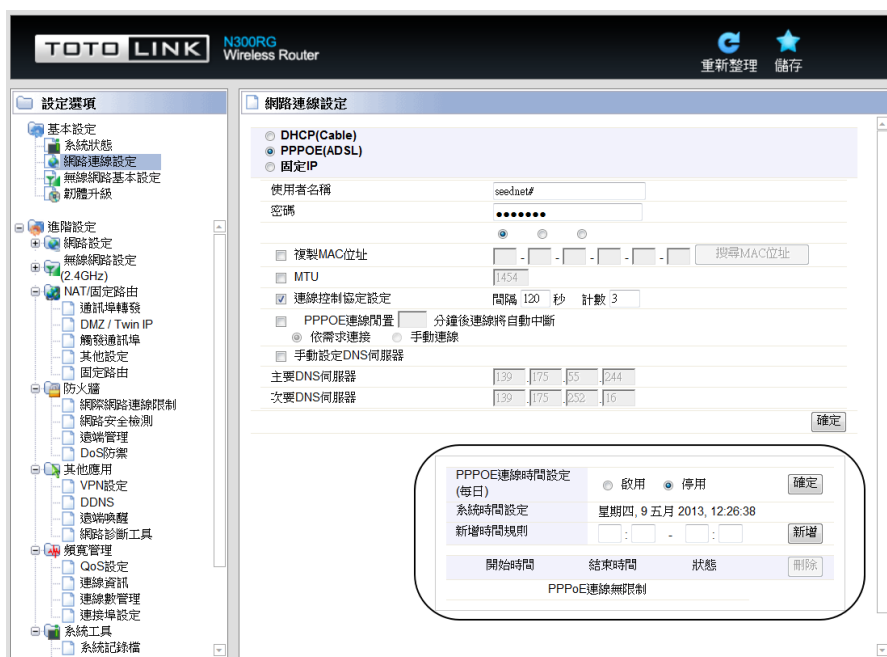 TOTO LINK N300RG
Wireless Router
重新整理 儲存
設定選項
基本設定
系統狀態
網路連線設定
無線網路基本設定
韌體升級
進階設定
網路設定
無線網路設定
(2.4GHz)
NAT/固定路由
通訊埠轉發
DMZ / Twin IP
觸發通訊埠
其他設定
固定路由
防火牆
網際網路連線限制
網路安全檢測
遠端管理
DoS防禦
其他應用
VPN設定
DDNS
遠端喚醒
網路診斷工具
頻寬管理
QoS設定
連線資訊
連線數管理
連接埠設定
系統工具
系統記錄檔
網路連線設定
DHCP(Cable)
PPPOE(ADSL)
固定IP
使用者名稱 seednet#
密碼 •••••••
複製MAC位址 - - - - - 搜尋MAC位址
MTU 1454
連線控制協定設定 間隔 120 秒 計數 3
PPPOE連線閒置 分鐘後連線將自動中斷
依需求連接 手動連線
手動設定DNS伺服器
主要DNS伺服器 139 .175 .55 .244
次要DNS伺服器 139 .175 .252 .16
確定
PPPOE連線時間設定
(每日) 啟用 停用 確定
系統時間設定 星期四, 9 五月 2013, 12:26:38
新增時間規則 : - : 新增
開始時間 結束時間 狀態 刪除
PPPoE連線無限制